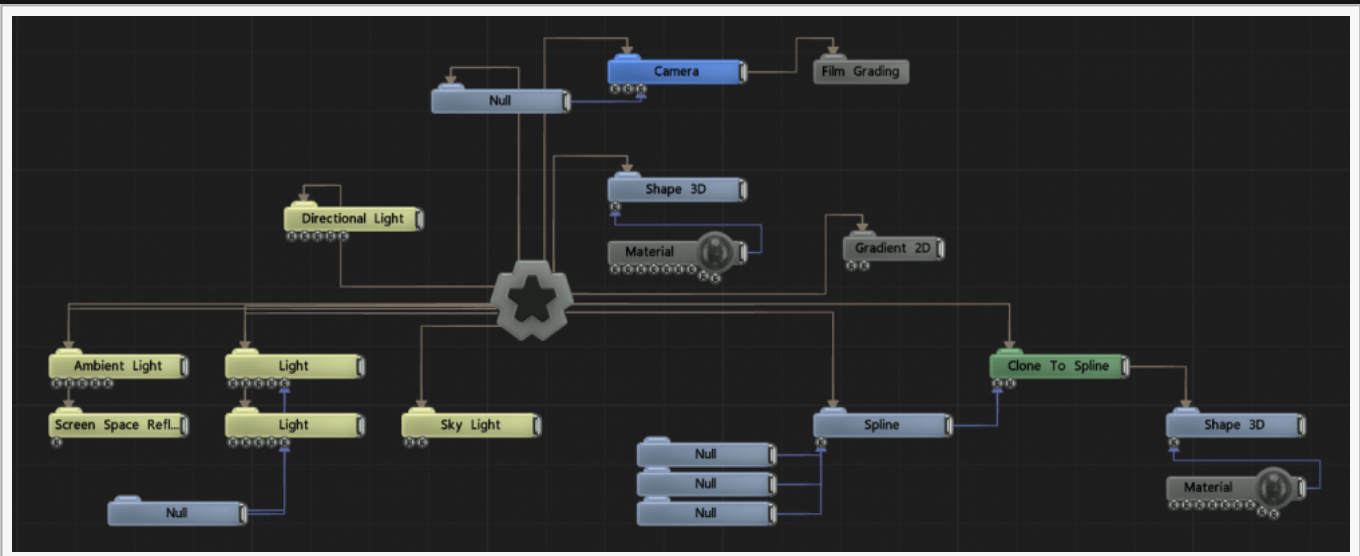 Camera
Film Grading
Null
Shape 3D
Directional Light
Material
Gradient 2D
Ambient Light
Light
Clone To Spline
Screen Space Refl...
Light
Sky Light
Spline
Shape 3D
Null
Null
Material
Null
Null